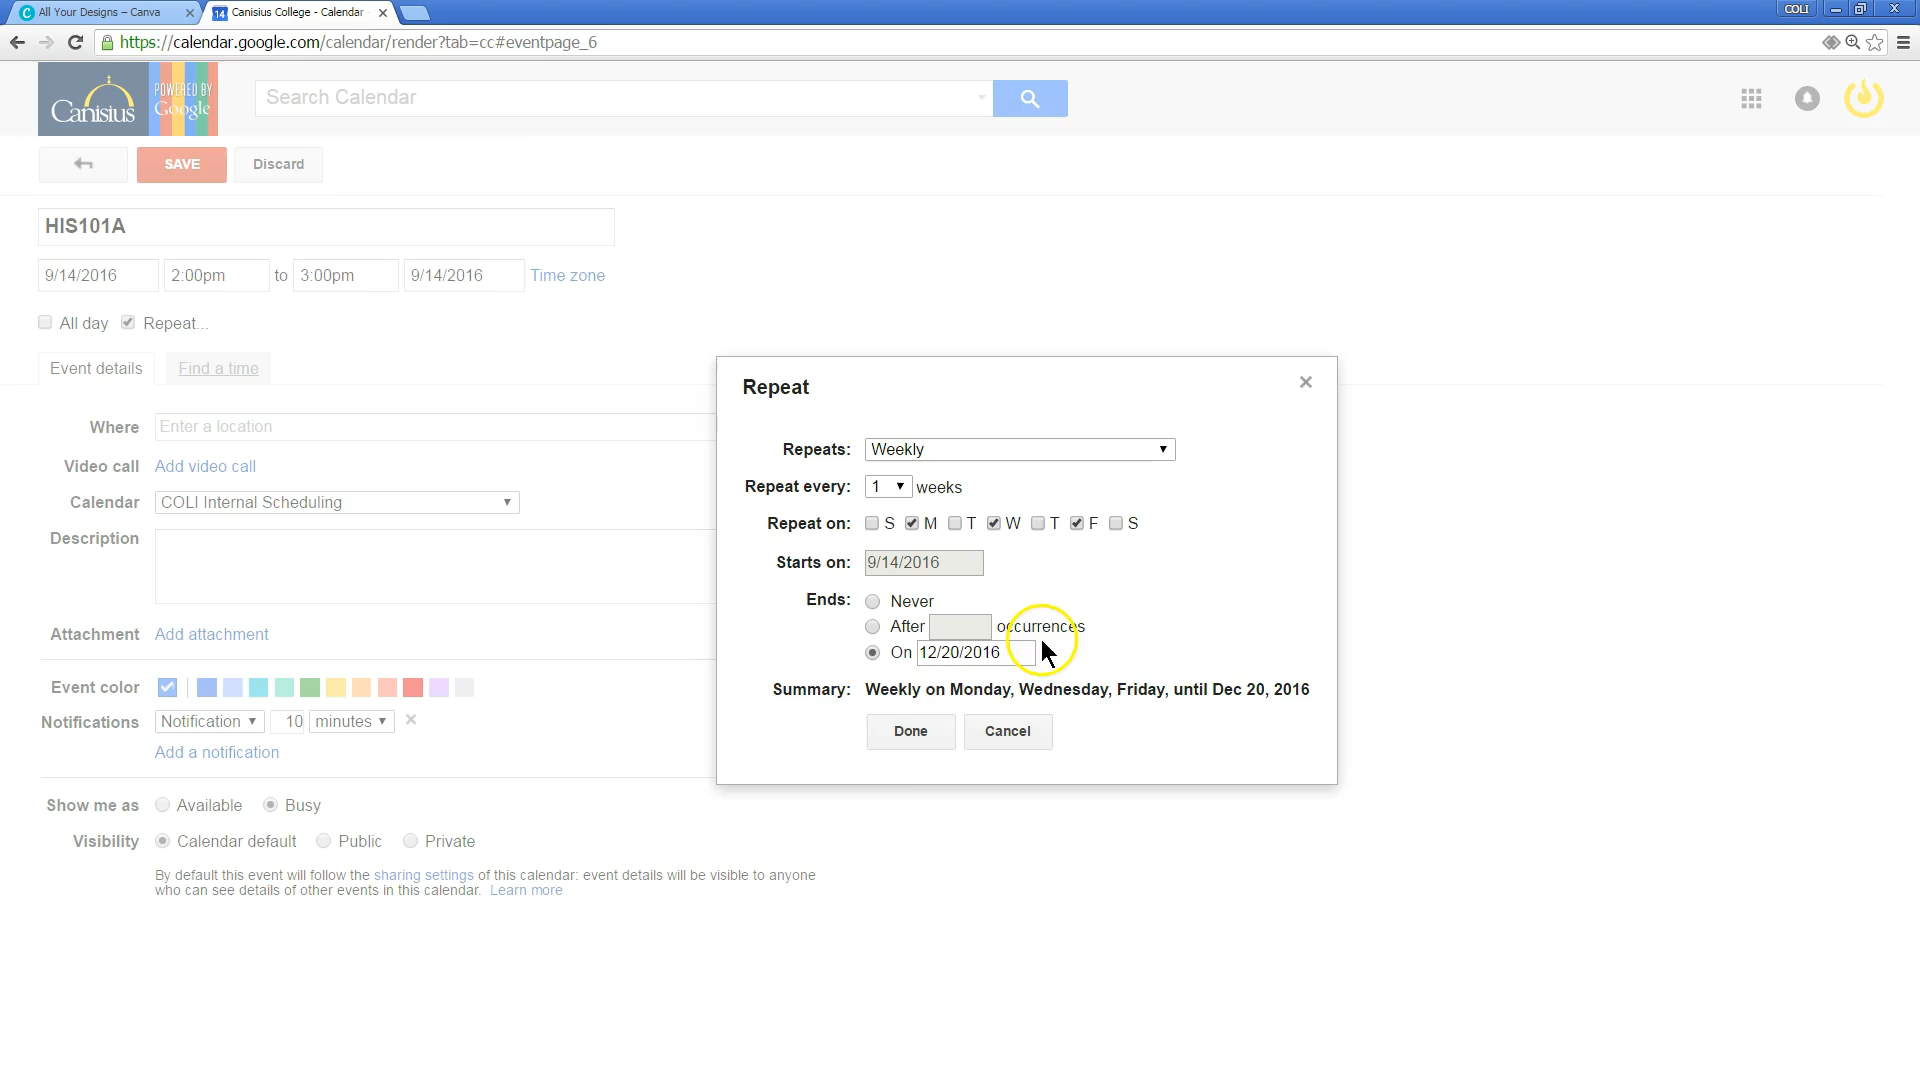 All Your Designs – Canva
14 Canisius College - Calendar
COLI
https://calendar.google.com/calendar/render?tab=cc#eventpage_6
Canisius
POWERED BY
Google
Search Calendar
SAVE
Discard
HIS101A
9/14/2016 2:00pm to 3:00pm 9/14/2016 Time zone
All day Repeat...
Event details Find a time
Where Enter a location
Video call Add video call
Calendar COLI Internal Scheduling
Description
Attachment Add attachment
Event color
Notifications Notification 10 minutes
Add a notification
Show me as Available Busy
Visibility Calendar default Public Private
By default this event will follow the sharing settings of this calendar: event details will be visible to anyone
who can see details of other events in this calendar. Learn more
Repeat
Repeats: Weekly
Repeat every: 1 weeks
Repeat on: S M T W T F S
Starts on: 9/14/2016
Ends: Never
After occurrences
On 12/20/2016
Summary: Weekly on Monday, Wednesday, Friday, until Dec 20, 2016
Done Cancel